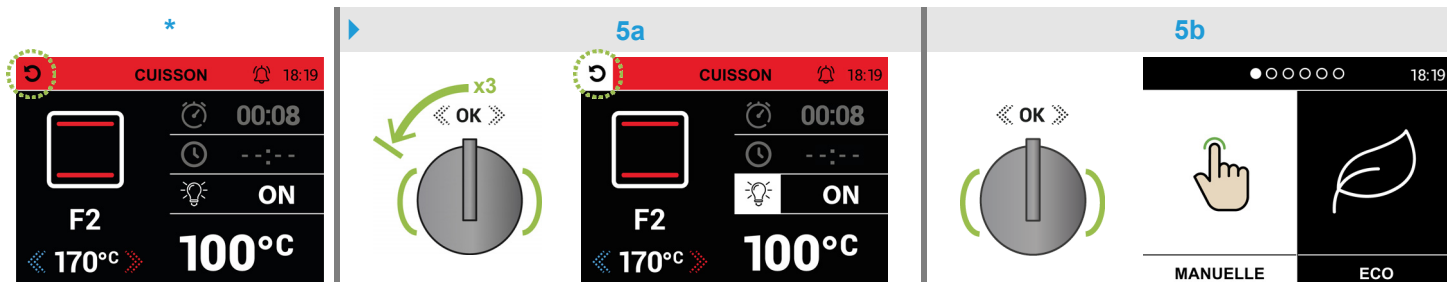 *
CUISSON 18:19
00:08
--:--
ON
F2
170°C 100°C
5a
x3
OK
CUISSON 18:19
00:08
--:--
ON
F2
170°C 100°C
5b
OK
18:19
MANUELLE ECO